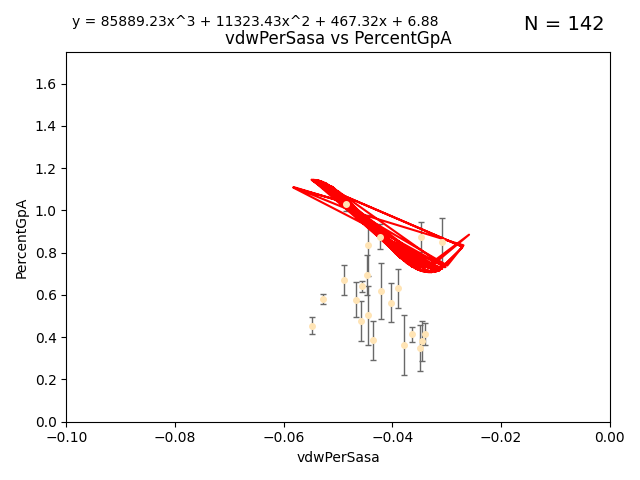 y = 85889.23x^3 + 11323.43x^2 + 467.32x + 6.88
N = 142
vdwPerSasa vs PercentGpA
PercentGpA
1.6
1.4
1.2
1.0
0.8
0.6
0.4
0.2
0.0
−0.10 −0.08 −0.06 −0.04 −0.02 0.00
vdwPerSasa